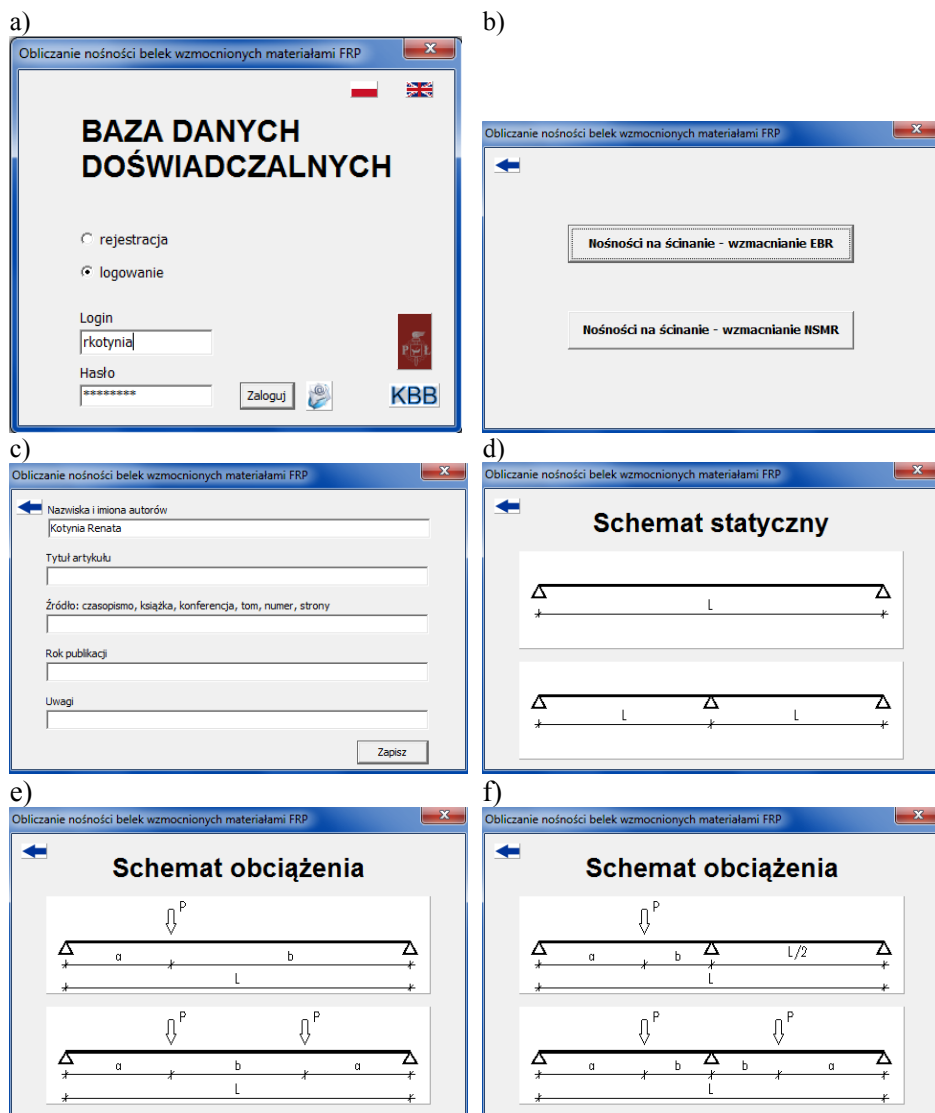 a)
b)
Obliczanie nośności belek wzmocnionych materiałami FRP
BAZA DANYCH
DOŚWIADCZALNYCH
rejestracja
logowanie
Login
rkotynia
Hasło
********
Zaloguj
P Ł
KBB
Obliczanie nośności belek wzmocnionych materiałami FRP
Nośności na ścinanie - wzmacnianie EBR
Nośności na ścinanie - wzmacnianie NSMR
c)
d)
Obliczanie nośności belek wzmocnionych materiałami FRP
Nazwiska i imiona autorów
Kotynia Renata
Tytuł artykułu
Źródło: czasopismo, książka, konferencja, tom, numer, strony
Rok publikacji
Uwagi
Zapisz
Obliczanie nośności belek wzmocnionych materiałami FRP
Schemat statyczny
L
L L
e)
f)
Obliczanie nośności belek wzmocnionych materiałami FRP
Schemat obciążenia
P
a b
L
P P
a b a
L
Obliczanie nośności belek wzmocnionych materiałami FRP
Schemat obciążenia
P
a b L/2
L
P P
a b b a
L